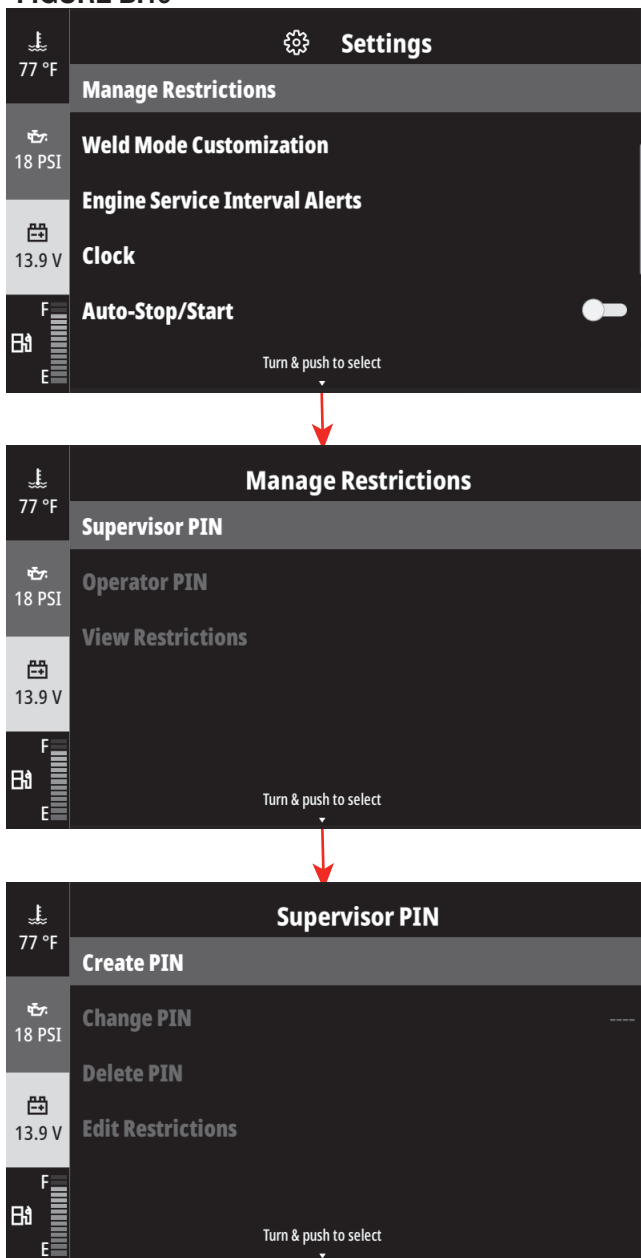 Settings
77 °F
Manage Restrictions
Weld Mode Customization
18 PSI
Engine Service Interval Alerts
13.9 V
Clock
F
Auto-Stop/Start
E
Turn & push to select
Manage Restrictions
77 °F
Supervisor PIN
18 PSI
Operator PIN
View Restrictions
13.9 V
F
E
Turn & push to select
Supervisor PIN
77 °F
Create PIN
18 PSI
Change PIN ----
Delete PIN
13.9 V
Edit Restrictions
F
E
Turn & push to select